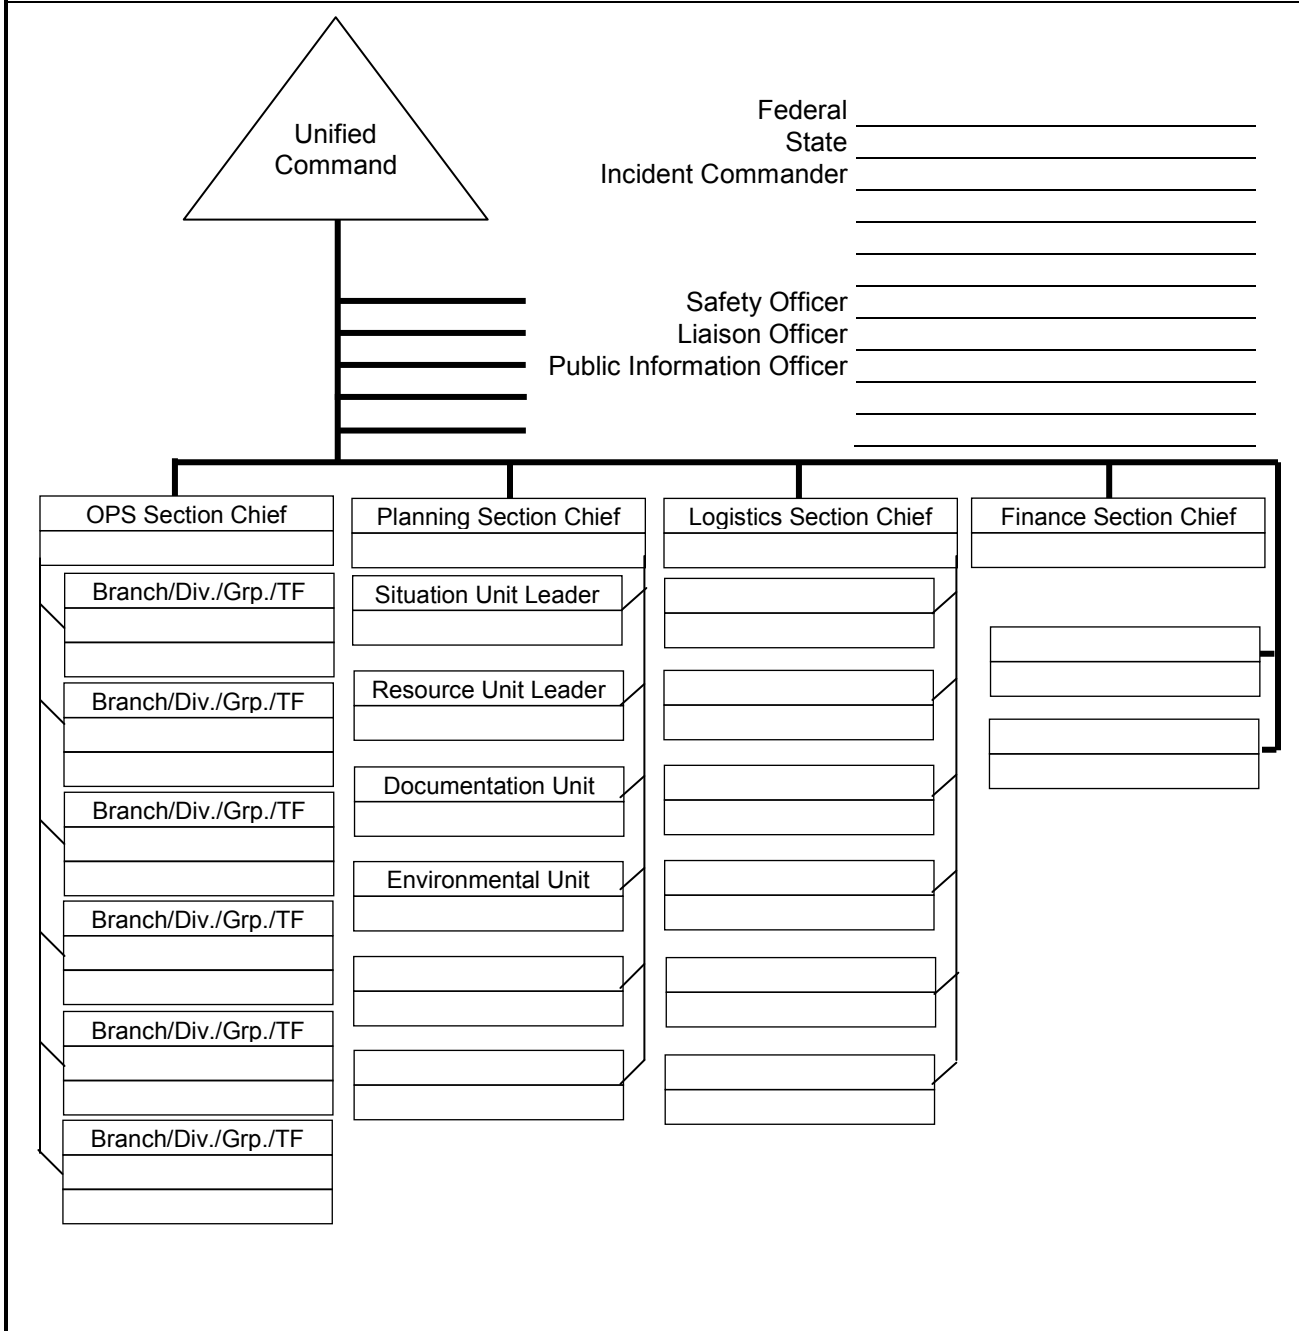 Unified
Command
Federal
State
Incident Commander
Safety Officer
Liaison Officer
Public Information Officer
OPS Section Chief
Branch/Div./Grp./TF
Branch/Div./Grp./TF
Branch/Div./Grp./TF
Branch/Div./Grp./TF
Branch/Div./Grp./TF
Branch/Div./Grp./TF
Planning Section Chief
Situation Unit Leader
Resource Unit Leader
Documentation Unit
Environmental Unit
Logistics Section Chief
Finance Section Chief